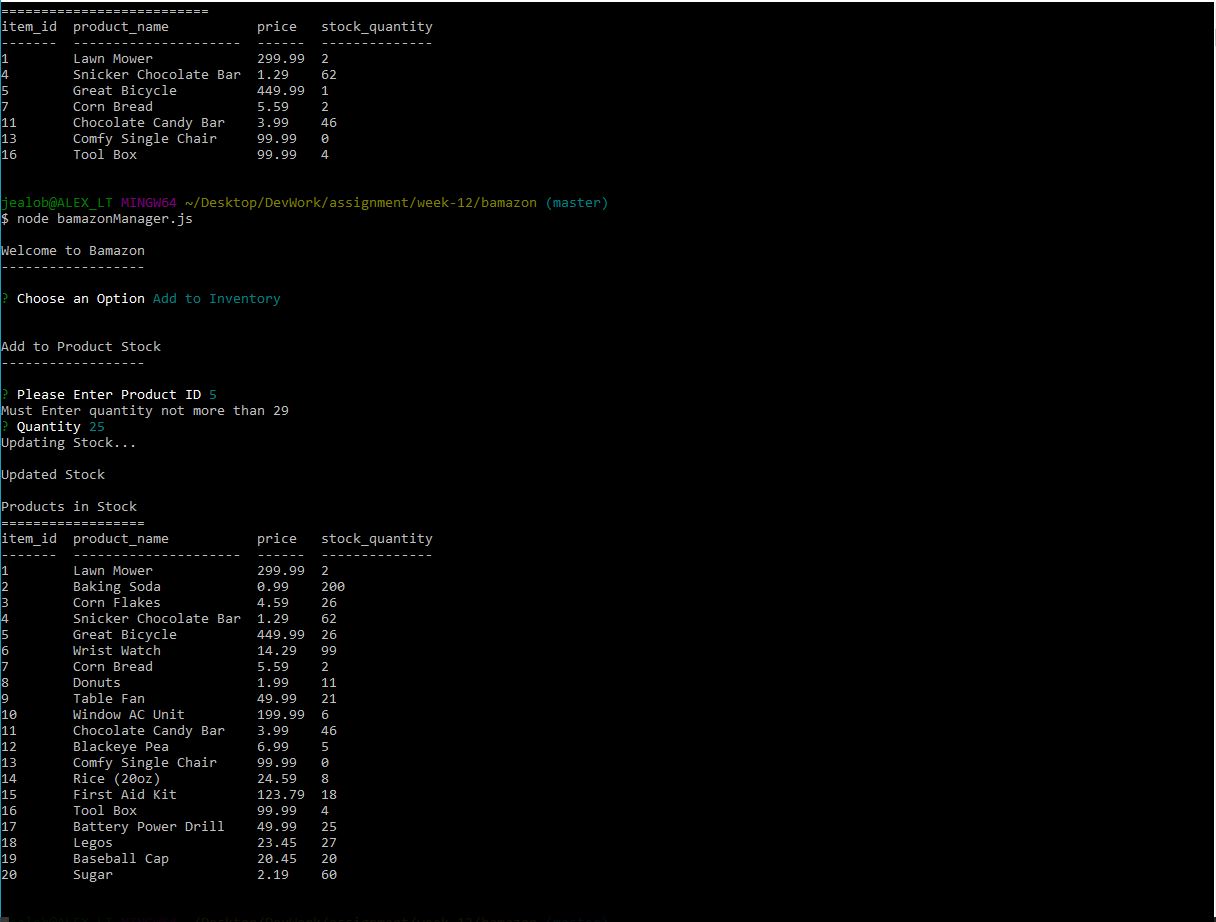 ==========================
item_id  product_name           price   stock_quantity
-------  ---------------------  ------  --------------
1        Lawn Mower             299.99  2
4        Snicker Chocolate Bar  1.29    62
5        Great Bicycle          449.99  1
7        Corn Bread             5.59    2
11       Chocolate Candy Bar    3.99    46
13       Comfy Single Chair     99.99   0
16       Tool Box               99.99   4
jealob@ALEX_LT MINGW64 ~/Desktop/DevWork/assignment/week-12/bamazon (master)
$ node bamazonManager.js
Welcome to Bamazon
------------------
? Choose an Option Add to Inventory
Add to Product Stock
------------------
? Please Enter Product ID 5
Must Enter quantity not more than 29
? Quantity 25
Updating Stock...
Updated Stock
Products in Stock
==================
item_id  product_name           price   stock_quantity
-------  ---------------------  ------  --------------
1        Lawn Mower             299.99  2
2        Baking Soda            0.99    200
3        Corn Flakes            4.59    26
4        Snicker Chocolate Bar  1.29    62
5        Great Bicycle          449.99  26
6        Wrist Watch            14.29   99
7        Corn Bread             5.59    2
8        Donuts                 1.99    11
9        Table Fan              49.99   21
10       Window AC Unit         199.99  6
11       Chocolate Candy Bar    3.99    46
12       Blackeye Pea           6.99    5
13       Comfy Single Chair     99.99   0
14       Rice (20oz)            24.59   8
15       First Aid Kit          123.79  18
16       Tool Box               99.99   4
17       Battery Power Drill    49.99   25
18       Legos                  23.45   27
19       Baseball Cap           20.45   20
20       Sugar                  2.19    60